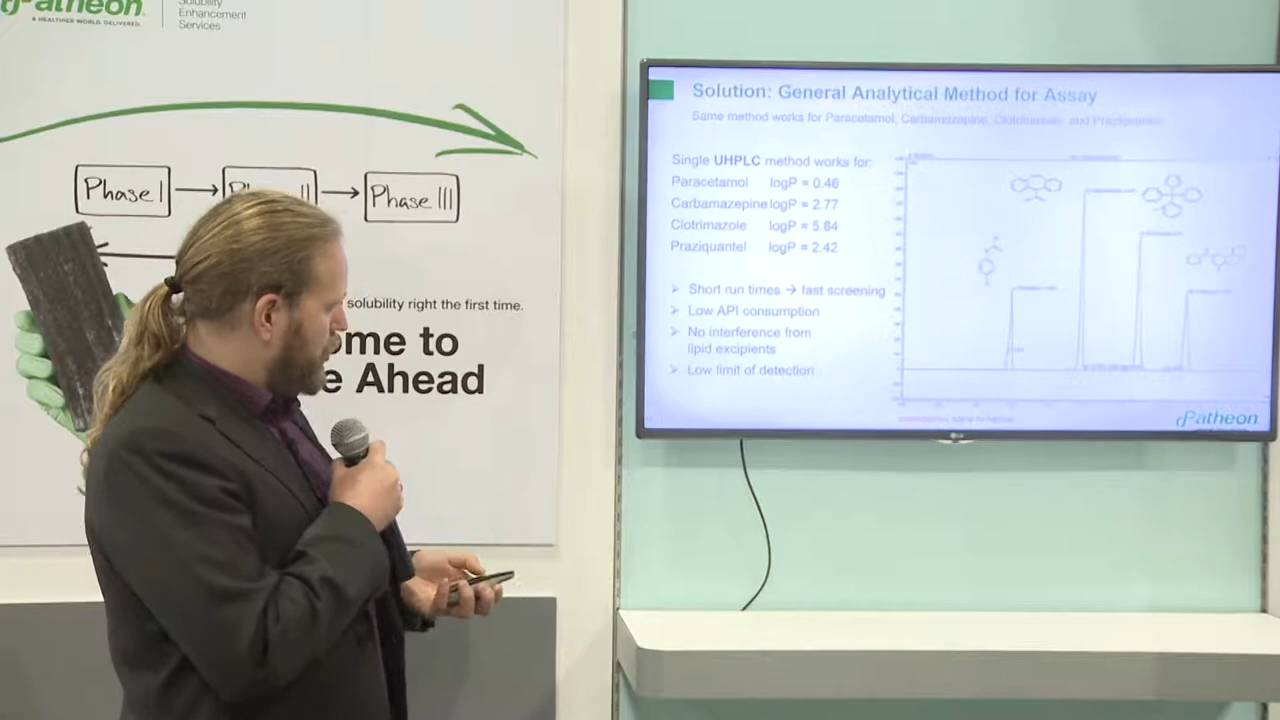 Patheon
A HEALTHIER WORLD. DELIVERED.
Solubility
Enhancement
Services
Phase I
Phase III
solubility right the first time.
ome to
e Ahead
Solution: General Analytical Method for Assay
Same method works for Paracetamol, Carbamazepine, Clotrimazole and Praziquantel
Single UHPLC method works for:
Paracetamol logP = 0.46
Carbamazepine logP = 2.77
Clotrimazole logP = 5.84
Praziquantel logP = 2.42
➢ Short run times → fast screening
➢ Low API consumption
➢ No interference from
lipid excipients
➢ Low limit of detection
Patheon
LG